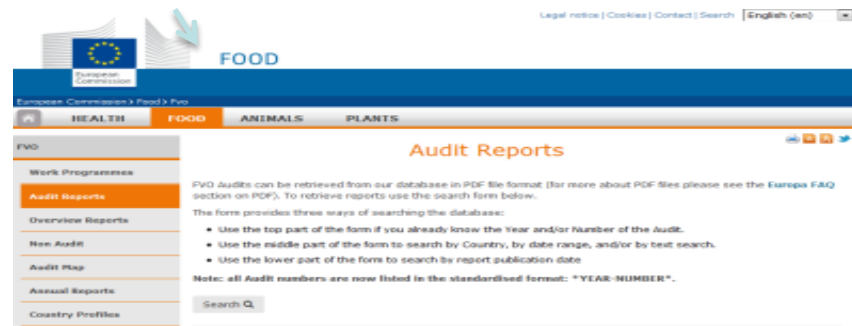 Legal notice | Cookies | Contact | Search English (en)
FOOD
European
Commission
European Commission > Food > Fvo
HEALTH FOOD ANIMALS PLANTS
FVO
Work Programmes
Audit Reports
Overview Reports
Non Audit
Audit Map
Annual Reports
Country Profiles
Audit Reports
FVO Audits can be retrieved from our database in PDF file format (for more about PDF files please see the Europa FAQ
section on PDF). To retrieve reports use the search form below.
The form provides three ways of searching the database:
• Use the top part of the form if you already know the Year and/or Number of the Audit.
• Use the middle part of the form to search by Country, by date range, and/or by text search.
• Use the lower part of the form to search by report publication date
Note: all Audit numbers are now listed in the standardised format: "YEAR-NUMBER".
Search